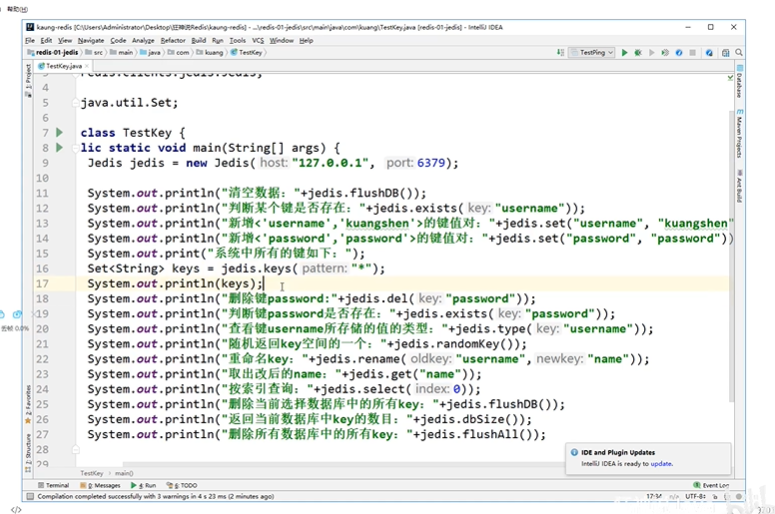 帮助(H)
kaung-redis [C:\Users\Administrator\Desktop\狂神说Redis\kaung-redis] - ...\redis-01-jedis\src\main\java\com\kuang\TestKey.java [redis-01-jedis] - IntelliJ IDEA
File Edit View Navigate Code Analyze Refactor Build Run Tools VCS Window Help
redis-01-jedis src main java com kuang TestKey TestPing
TestKey.java
1: Project
Database
Maven Projects
Ant Build
redis.clients.jedis.Jedis;
4
5 java.util.Set;
6
7 class TestKey {
8 lic static void main(String[] args) {
9 Jedis jedis = new Jedis( host: "127.0.0.1", port: 6379);
10
11 System.out.println("清空数据: "+jedis.flushDB());
12 System.out.println("判断某个键是否存在: "+jedis.exists( key: "username"));
13 System.out.println("新增<'username','kuangshen'>的键值对: "+jedis.set("username", "kuangshen"
14 System.out.println("新增<'password','password'>的键值对: "+jedis.set("password", "password"))
15 System.out.print("系统中所有的键如下: ");
16 Set<String> keys = jedis.keys( pattern: "*");
17 System.out.println(keys);
18 System.out.println("删除键password:"+jedis.del( key: "password"));
19 System.out.println("判断键password是否存在: "+jedis.exists( key: "password"));
20 System.out.println("查看键username所存储的值的类型: "+jedis.type( key: "username"));
21 System.out.println("随机返回key空间的一个: "+jedis.randomKey());
22 System.out.println("重命名key: "+jedis.rename( oldkey: "username", newkey: "name"));
23 System.out.println("取出改后的name: "+jedis.get("name"));
24 System.out.println("按索引查询: "+jedis.select( index: 0));
25 System.out.println("删除当前选择数据库中的所有key: "+jedis.flushDB());
26 System.out.println("返回当前数据库中key的数目: "+jedis.dbSize());
27 System.out.println("删除所有数据库中的所有key: "+jedis.flushAll());
28
29
丢帧 0.0%
2: Favorites
Z: Structure
IDE and Plugin Updates
IntelliJ IDEA is ready to update.
TestKey main()
Terminal 0: Messages 4: Run 6: TODO Event Log
Compilation completed successfully with 3 warnings in 4 s 23 ms (2 minutes ago) 17:34 UTF-8